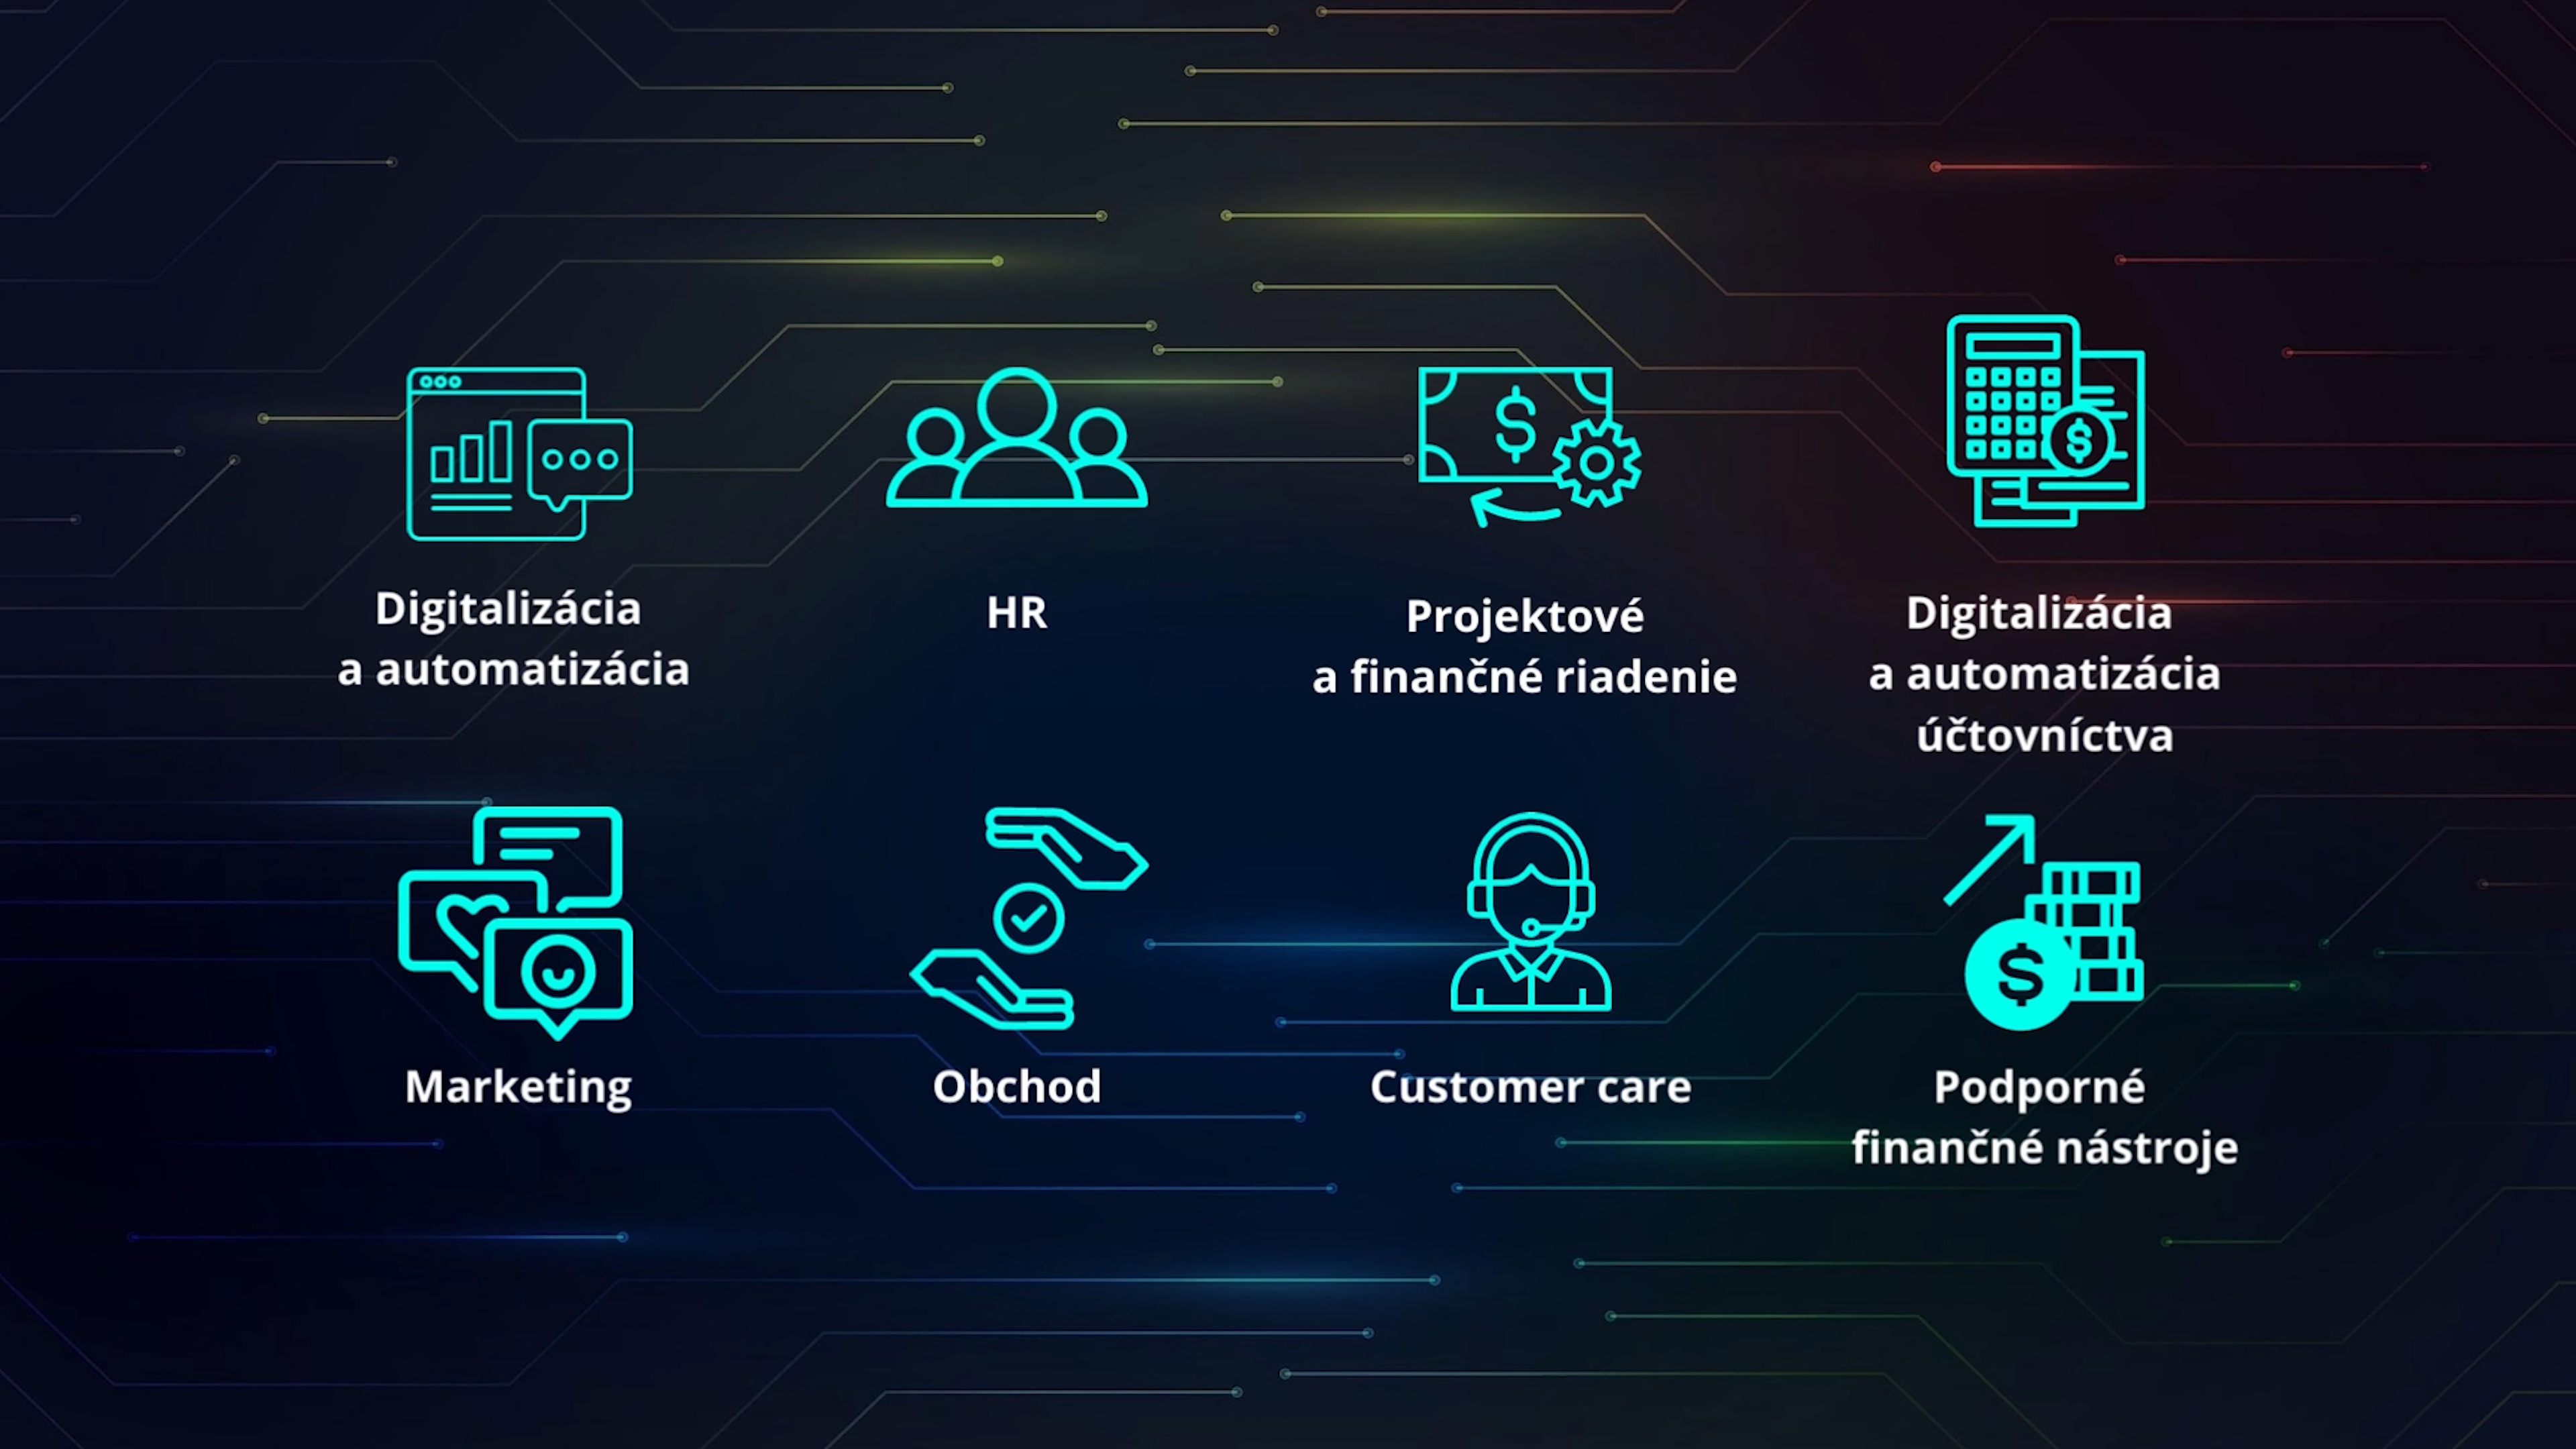 Digitalizácia
a automatizácia
HR
Projektové
a finančné riadenie
Digitalizácia
a automatizácia
účtovníctva
Marketing
Obchod
Customer care
Podporné
finančné nástroje